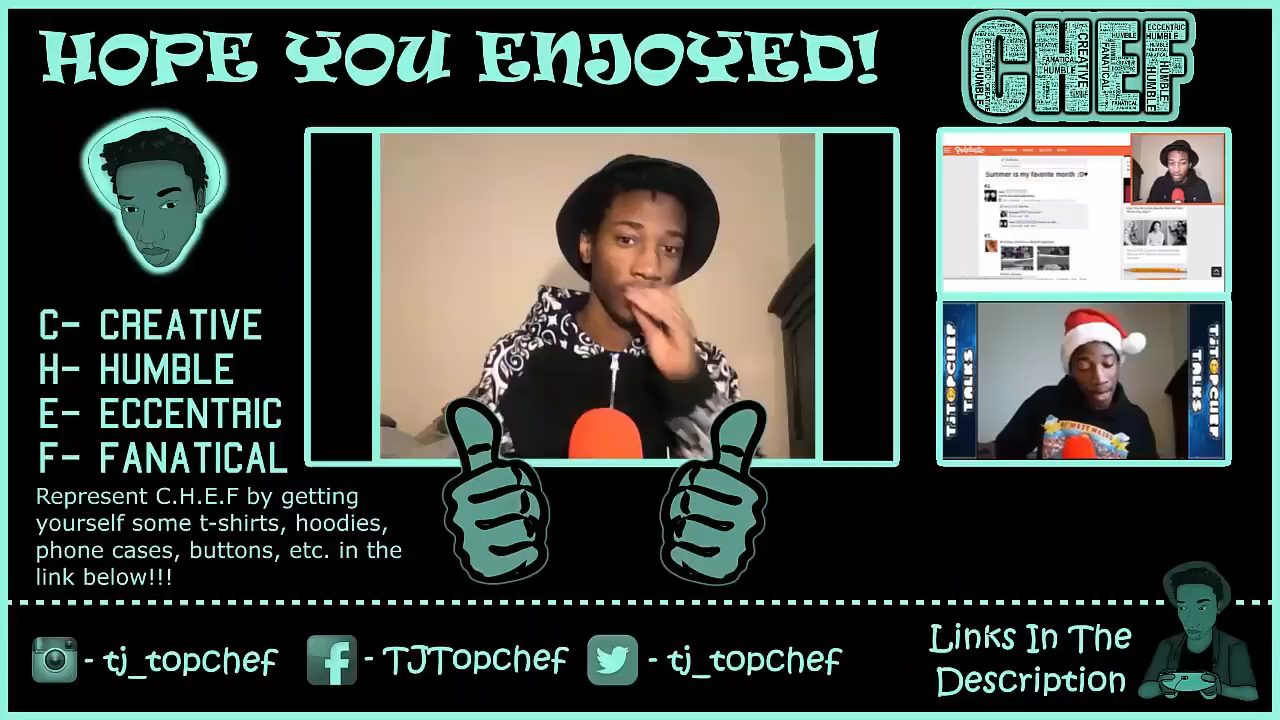 HOPE YOU ENJOYED!
CHEF
C- CREATIVE
H- HUMBLE
E- ECCENTRIC
F- FANATICAL
Represent C.H.E.F by getting
yourself some t-shirts, hoodies,
phone cases, buttons, etc. in the
link below!!!
Summer is my favorite month :D♥
TJTOPCHEF
TALKS
TJTOPCHEF
TALKS
- tj_topchef
- TJTopchef
- tj_topchef
Links In The
Description